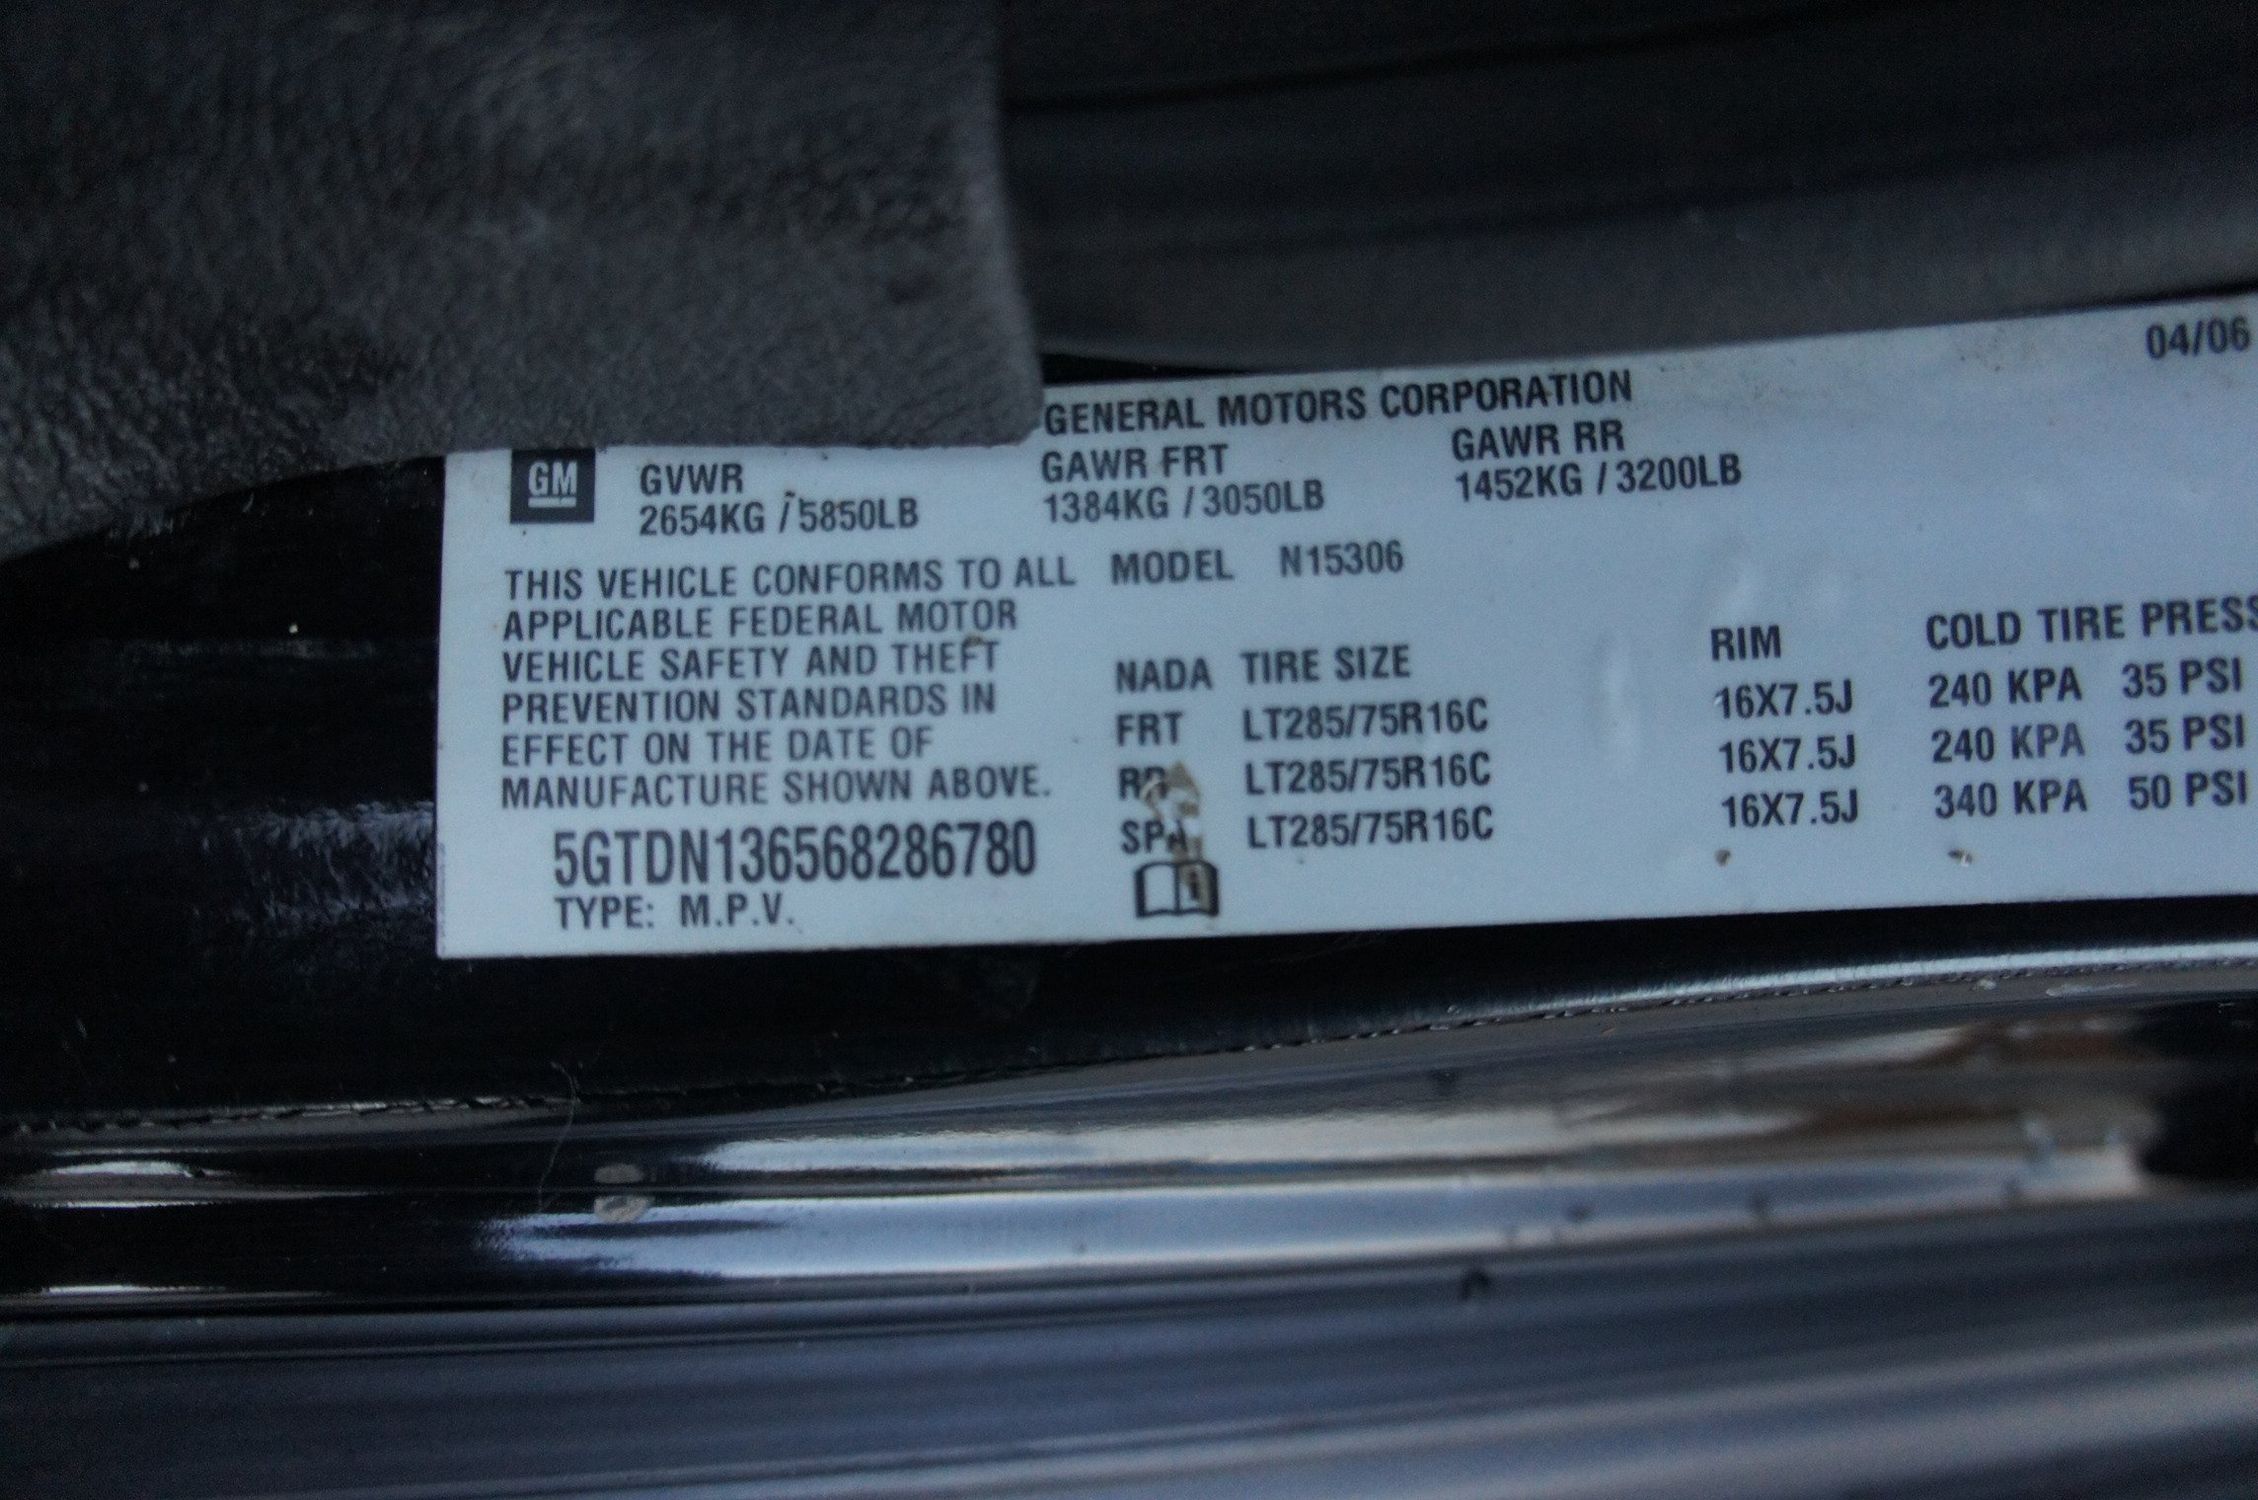 04/06
GENERAL MOTORS CORPORATION
GM GVWR GAWR FRT GAWR RR
2654KG / 5850LB 1384KG / 3050LB 1452KG / 3200LB
THIS VEHICLE CONFORMS TO ALL MODEL N15306
APPLICABLE FEDERAL MOTOR
VEHICLE SAFETY AND THEFT
PREVENTION STANDARDS IN
EFFECT ON THE DATE OF
MANUFACTURE SHOWN ABOVE.
5GTDN136568286780
TYPE: M.P.V.
NADA TIRE SIZE RIM COLD TIRE PRESS
FRT LT285/75R16C 16X7.5J 240 KPA 35 PSI
RR LT285/75R16C 16X7.5J 240 KPA 35 PSI
SPA LT285/75R16C 16X7.5J 340 KPA 50 PSI